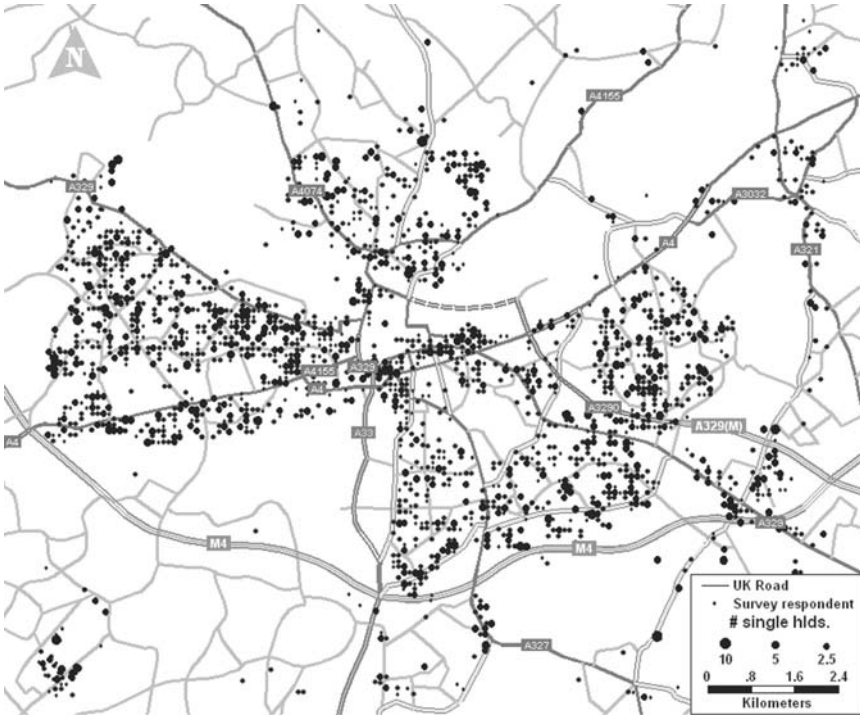 N
A4155
A329
A4074
A3032
A4
A321
A4155
A329
A4
A3290
A329(M)
A33
A4
A329
M4
M4
A327
UK Road
Survey respondent
# single hlds.
10 5 2.5
0 .8 1.6 2.4
Kilometers